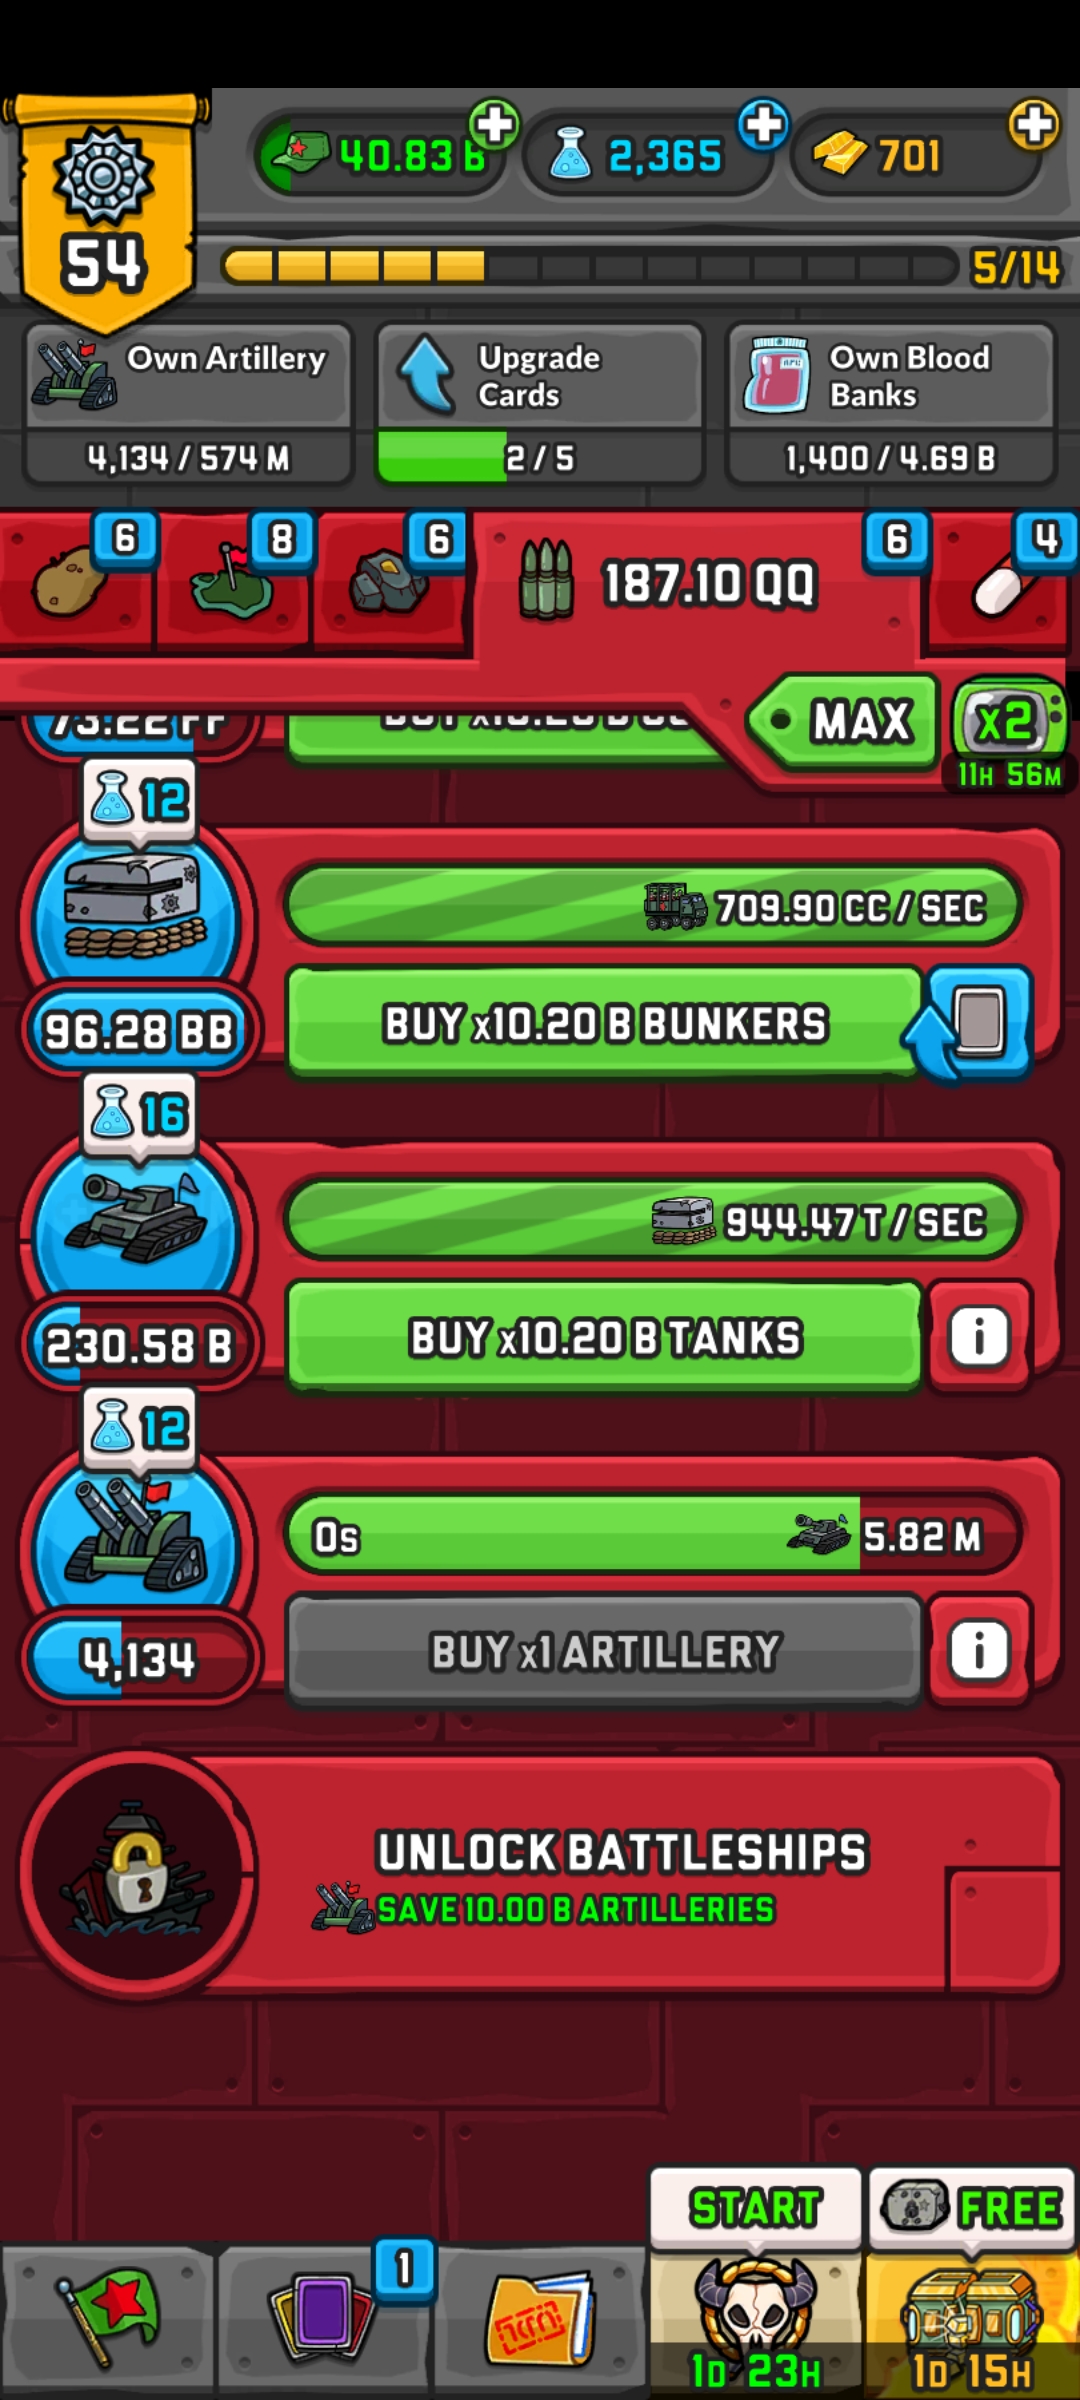 54
40.83 B
2,365
701
5/14
Own Artillery
4,134 / 574 M
Upgrade
Cards
2 / 5
Own Blood
Banks
1,400 / 4.69 B
6
8
6
187.10 QQ
6
4
MAX
x2
11H 56M
73.22 FF
12
709.90 CC / SEC
BUY x10.20 B BUNKERS
96.28 BB
16
944.47 T / SEC
BUY x10.20 B TANKS
i
230.58 B
12
0s
5.82 M
BUY x1 ARTILLERY
i
4,134
UNLOCK BATTLESHIPS
SAVE 10.00 B ARTILLERIES
START
FREE
1
1D 23H
1D 15H